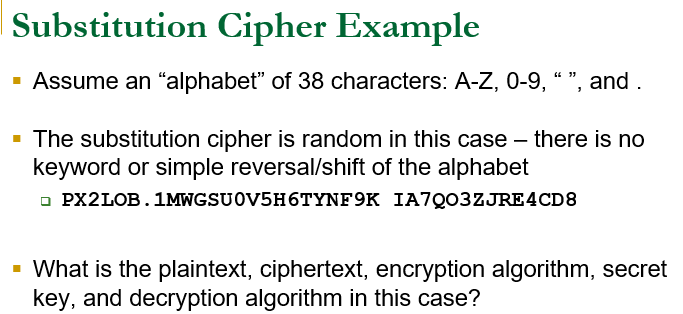 Substitution Cipher Example
Assume an “alphabet” of 38 characters: A-Z, 0-9, “ ”, and .
The substitution cipher is random in this case – there is no
keyword or simple reversal/shift of the alphabet
PX2LOB.1MWGSU0V5H6TYNF9K IA7QO3ZJRE4CD8
What is the plaintext, ciphertext, encryption algorithm, secret
key, and decryption algorithm in this case?